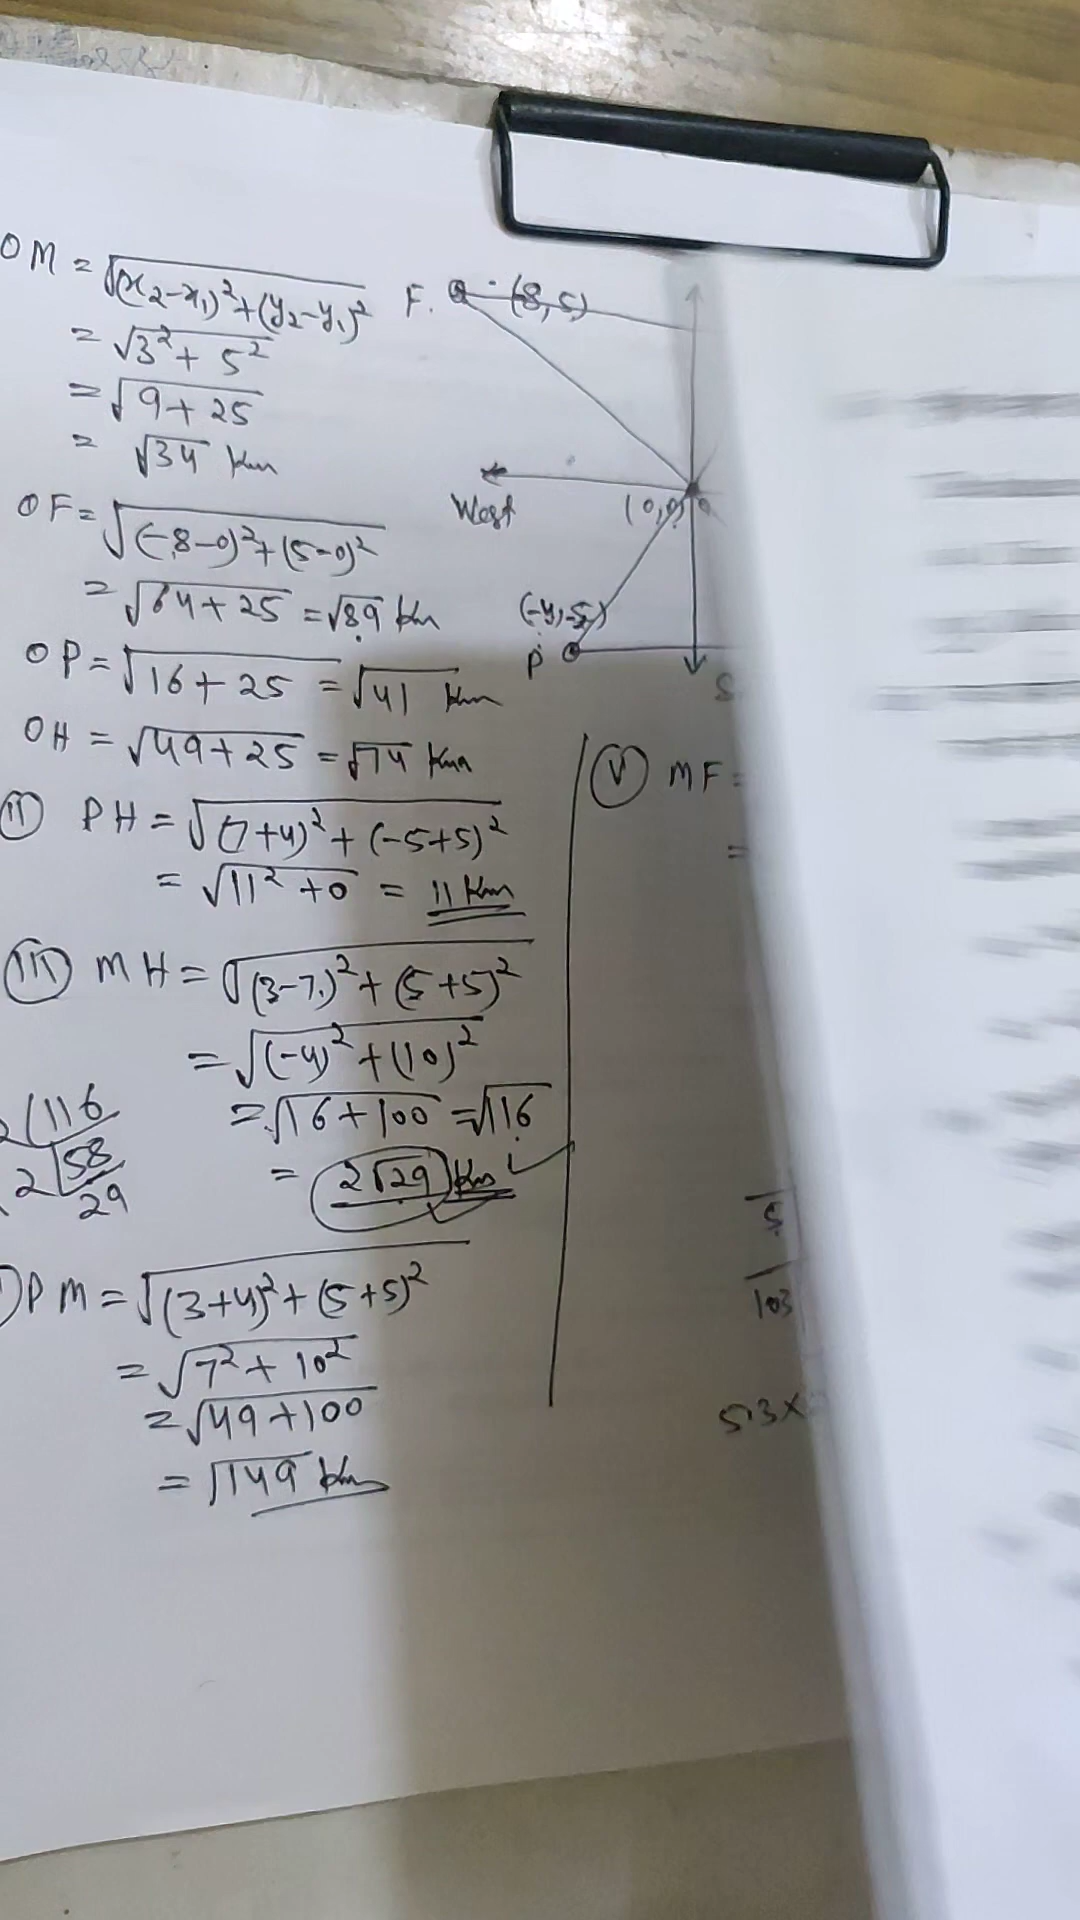 OM = √(x₂-x₁)²+(y₂-y₁)²
= √3²+ 5²
= √9+ 25
= √34 Km
OF= √(-8-0)²+(5-0)²
= √64+25 =√89 Km
OP= √16+25 =√41 Km
OH = √49+25 =√74 Km
(ii) PH = √(7+4)²+(-5+5)²
= √11²+0 = 11 Km
(iii) MH = √(3-7)²+(5+5)²
= √(-4)²+(10)²
= √16+100 =√116
= 2√29 Km
2 116
2 58
29
PM = √(3+4)²+(5+5)²
= √7²+ 10²
= √49+100
= √149 Km
F. (8,5)
West
(0,0)
(-4,-5)
P
S
(v) MF =
=
5
103
513×